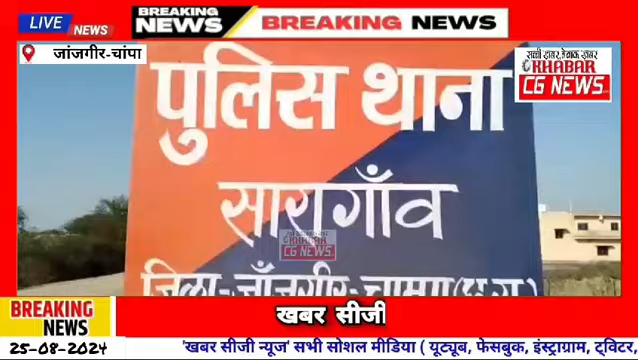 LIVE NEWS
BREAKING NEWS
BREAKING NEWS
जांजगीर-चांपा
KHABAR
CG NEWS
पुलिस थाना
सारागाँव
KHABAR
CG NEWS
जिला-जाँजगीर-चाम्पा(छ.ग.)
खबर सीजी
BREAKING
NEWS
25-08-2024
'खबर सीजी न्यूज' सभी सोशल मीडिया ( यूट्यूब, फेसबुक, इंस्ट्राग्राम, ट्विटर,